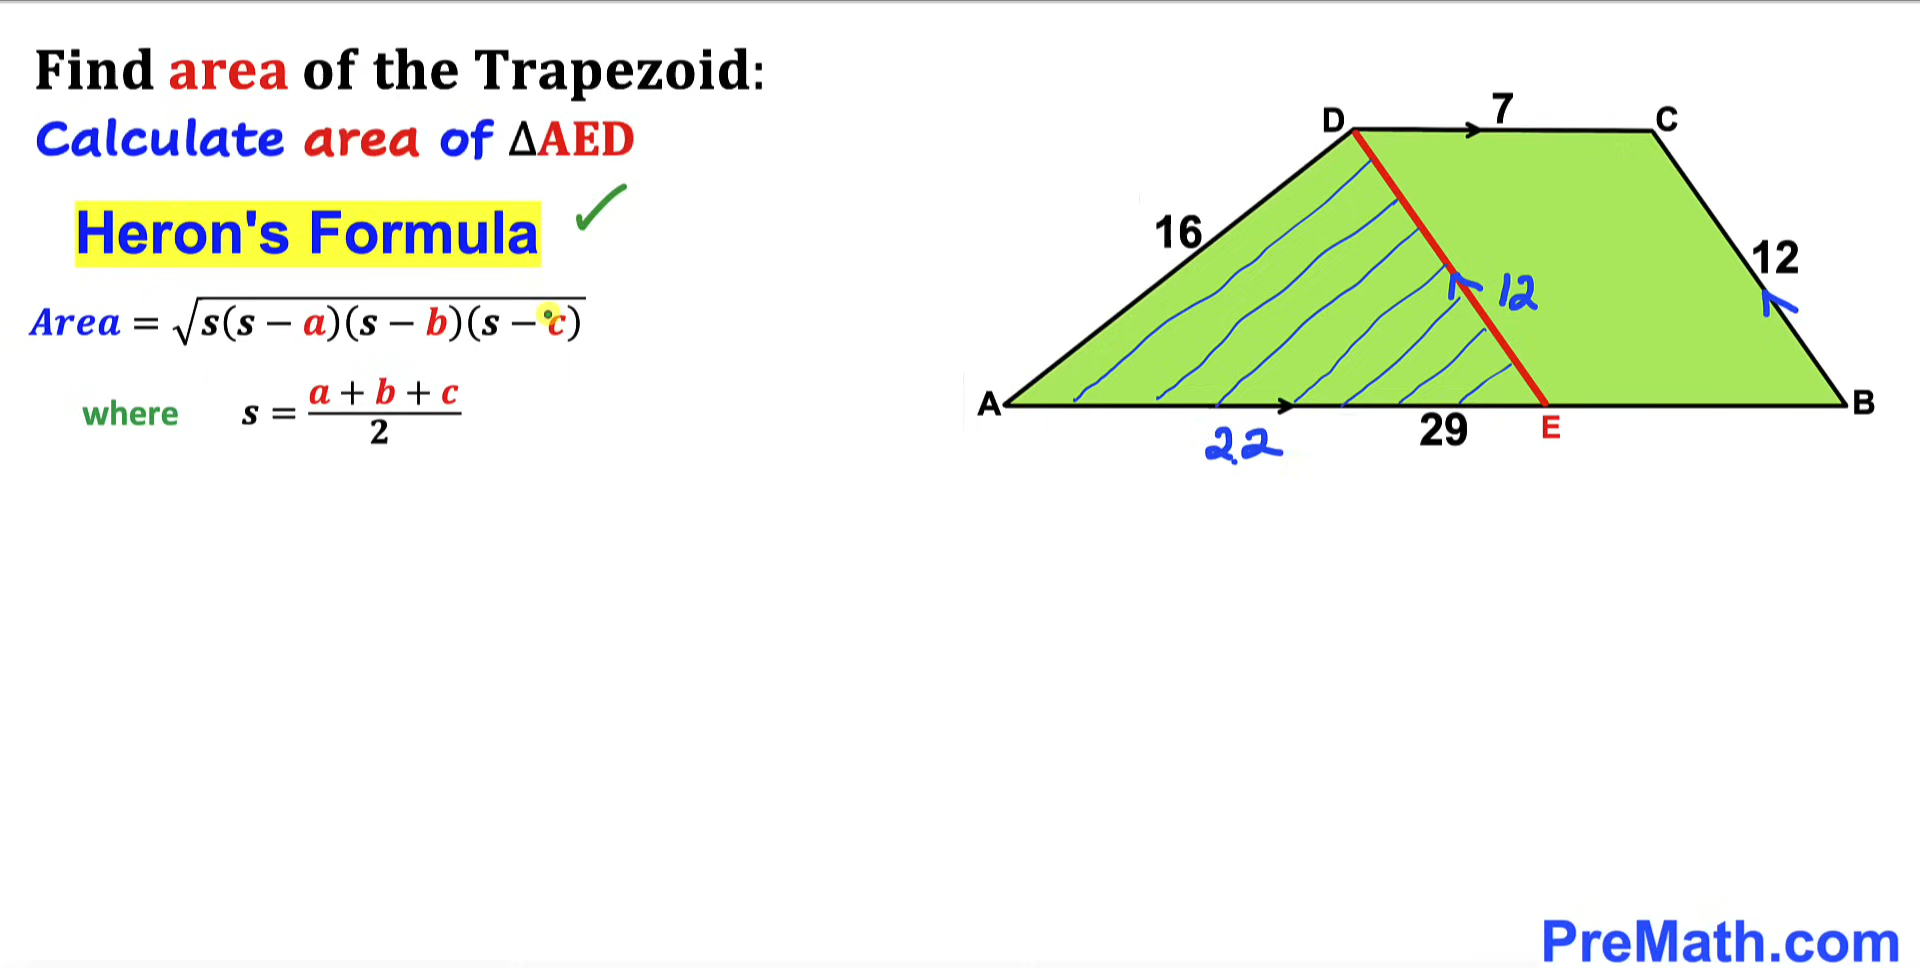 Find area of the Trapezoid:
Calculate area of ΔAED
Heron's Formula ✓
Area = √s(s − a)(s − b)(s − c)
where s = a + b + c
2
D 7 C
16
12
12
A
B
22
29
E
PreMath.com